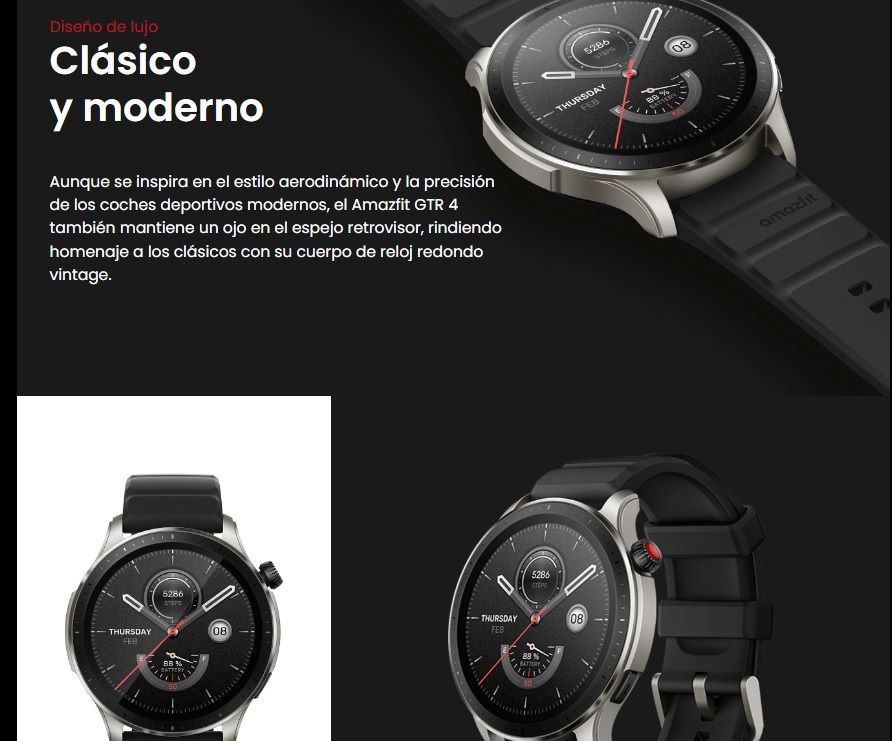 Diseño de lujo
Clásico
y moderno
Aunque se inspira en el estilo aerodinámico y la precisión
de los coches deportivos modernos, el Amazfit GTR 4
también mantiene un ojo en el espejo retrovisor, rindiendo
homenaje a los clásicos con su cuerpo de reloj redondo
vintage.
5286
STEPS
08
THURSDAY
FEB
E F
88 %
BATTERY
50
amazfit
5286
STEPS
THURSDAY
FEB
08
E F
88 %
BATTERY
50
5286
STEPS
THURSDAY
FEB
08
E F
88 %
BATTERY
50